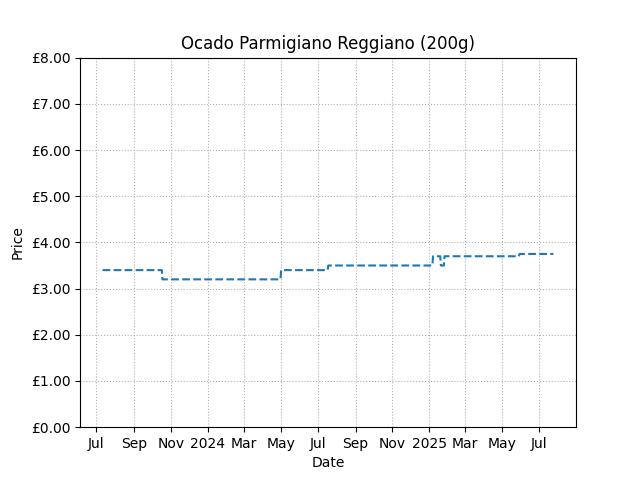 Ocado Parmigiano Reggiano (200g)
£8.00
£7.00
£6.00
£5.00
£4.00
£3.00
£2.00
£1.00
£0.00
Price
Jul Sep Nov 2024 Mar May Jul Sep Nov 2025 Mar May Jul
Date